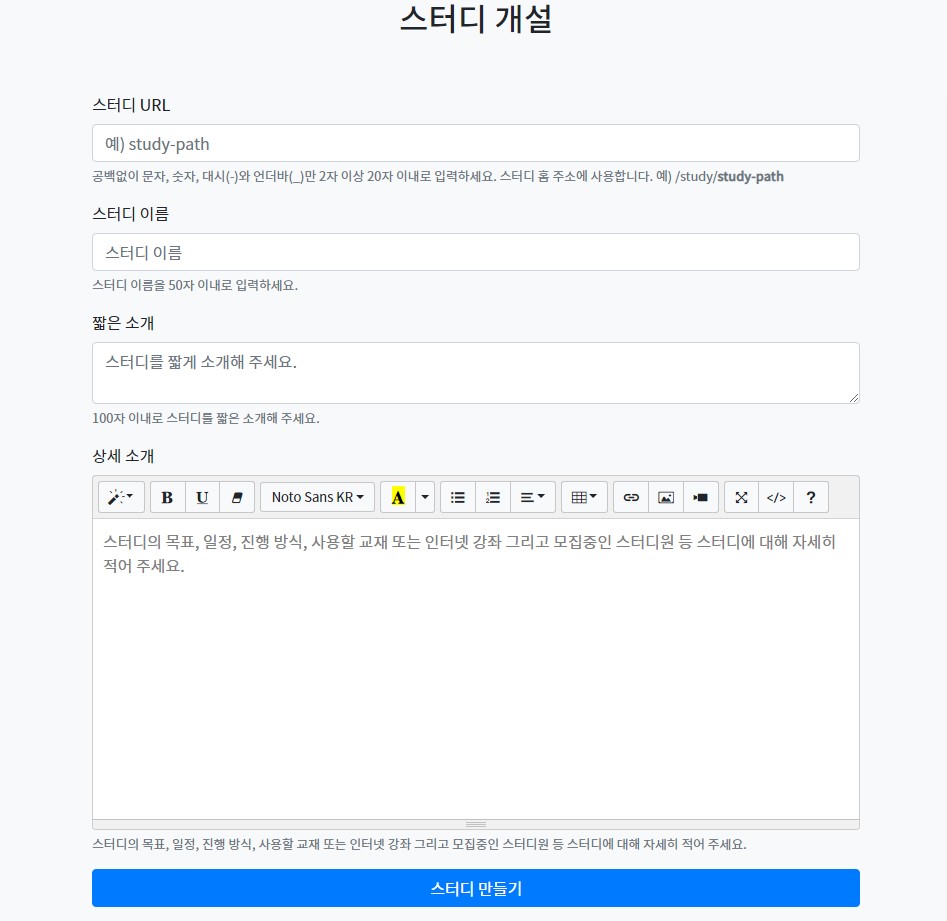 스터디 개설
스터디 URL
예) study-path
공백없이 문자, 숫자, 대시(-)와 언더바(_)만 2자 이상 20자 이내로 입력하세요. 스터디 홈 주소에 사용합니다. 예) /study/study-path
스터디 이름
스터디 이름
스터디 이름을 50자 이내로 입력하세요.
짧은 소개
스터디를 짧게 소개해 주세요.
100자 이내로 스터디를 짧은 소개해 주세요.
상세 소개
B U Noto Sans KR A </> ?
스터디의 목표, 일정, 진행 방식, 사용할 교재 또는 인터넷 강좌 그리고 모집중인 스터디원 등 스터디에 대해 자세히
적어 주세요.
스터디의 목표, 일정, 진행 방식, 사용할 교재 또는 인터넷 강좌 그리고 모집중인 스터디원 등 스터디에 대해 자세히 적어 주세요.
스터디 만들기